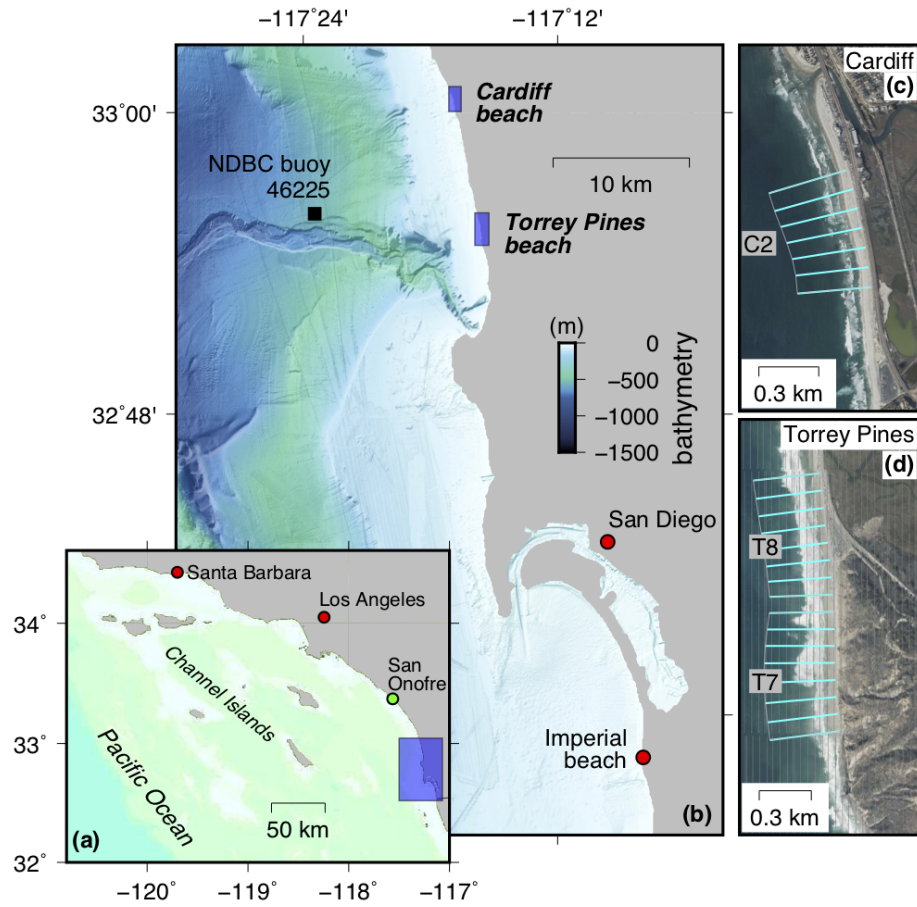 −117˚24'
−117˚12'
33˚00'
32˚48'
Cardiff
beach
NDBC buoy
46225
10 km
Torrey Pines
beach
(m)
0
−500
−1000
−1500
bathymetry
San Diego
Imperial
beach
(b)
Santa Barbara
Los Angeles
San
Onofre
Channel Islands
Pacific Ocean
50 km
(a)
34˚
33˚
32˚
−120˚
−119˚
−118˚
−117˚
Cardiff
(c)
C2
0.3 km
Torrey Pines
(d)
T8
T7
0.3 km